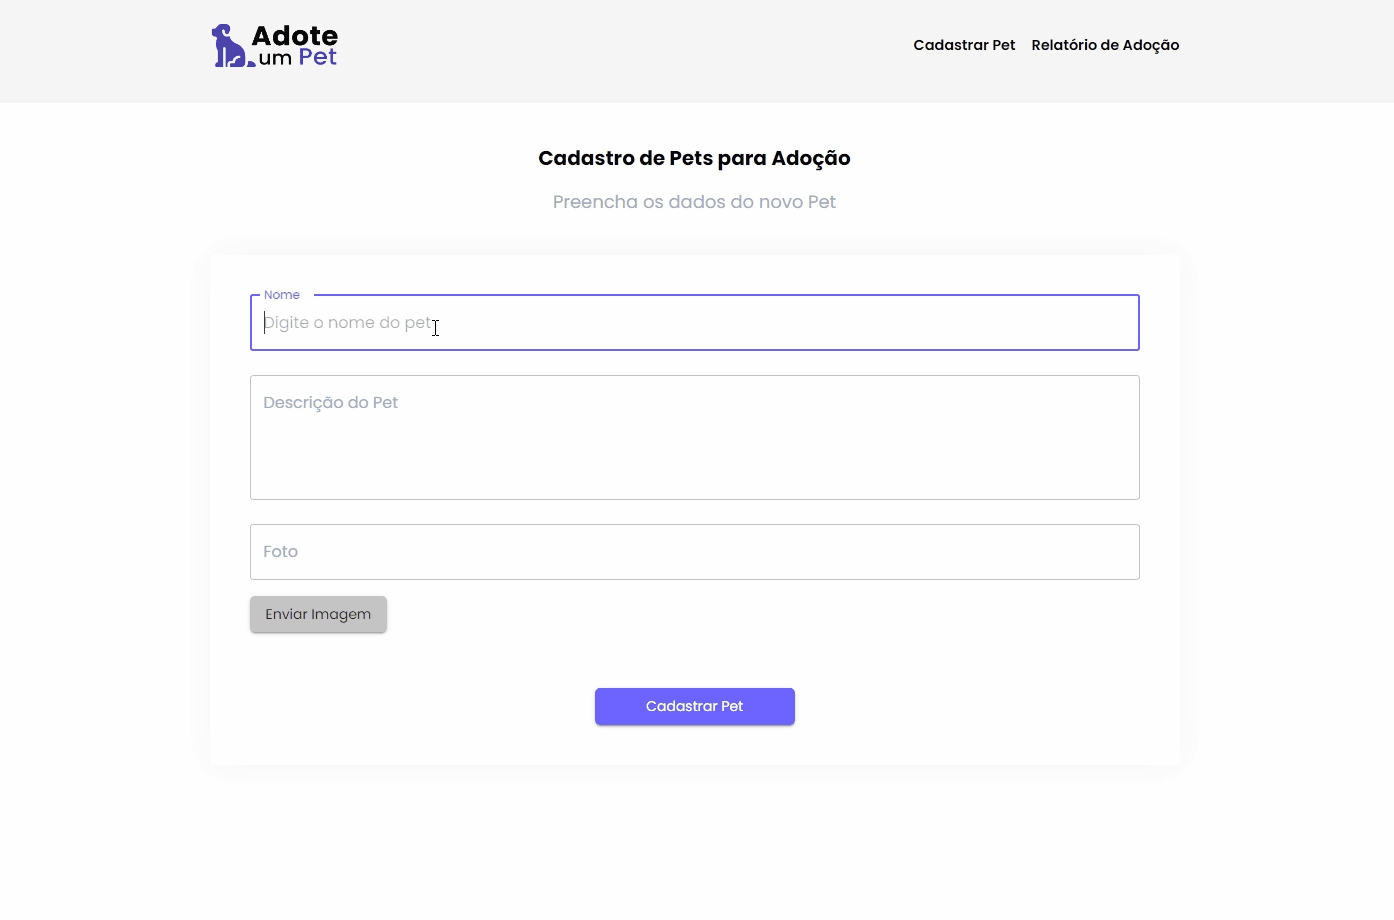 Adote
um Pet
Cadastrar Pet
Relatório de Adoção
Cadastro de Pets para Adoção
Preencha os dados do novo Pet
Nome
Digite o nome do pet
Descrição do Pet
Foto
Enviar Imagem
Cadastrar Pet